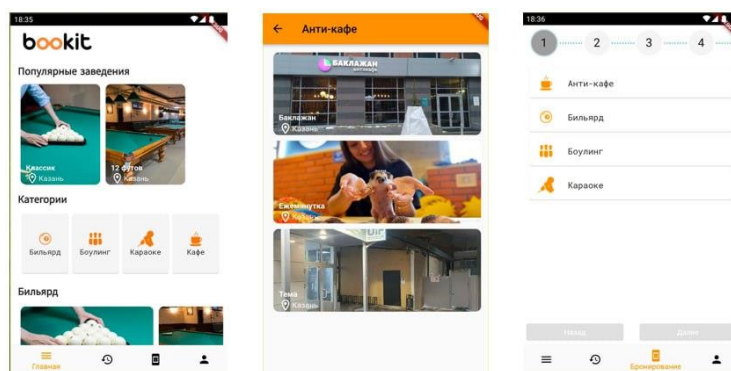 18:35
bookit
Популярные заведения
Классик
Казань
12 футов
Казань
Категории
Бильярд
Боулинг
Караоке
Кафе
Бильярд
Главная
Анти-кафе
БАКЛАЖАН
Баклажан
Казань
Ежеминутка
Казань
Тема
Казань
18:36
1
2
3
4
Анти-кафе
Бильярд
Боулинг
Караоке
Назад
Далее
Бронирование